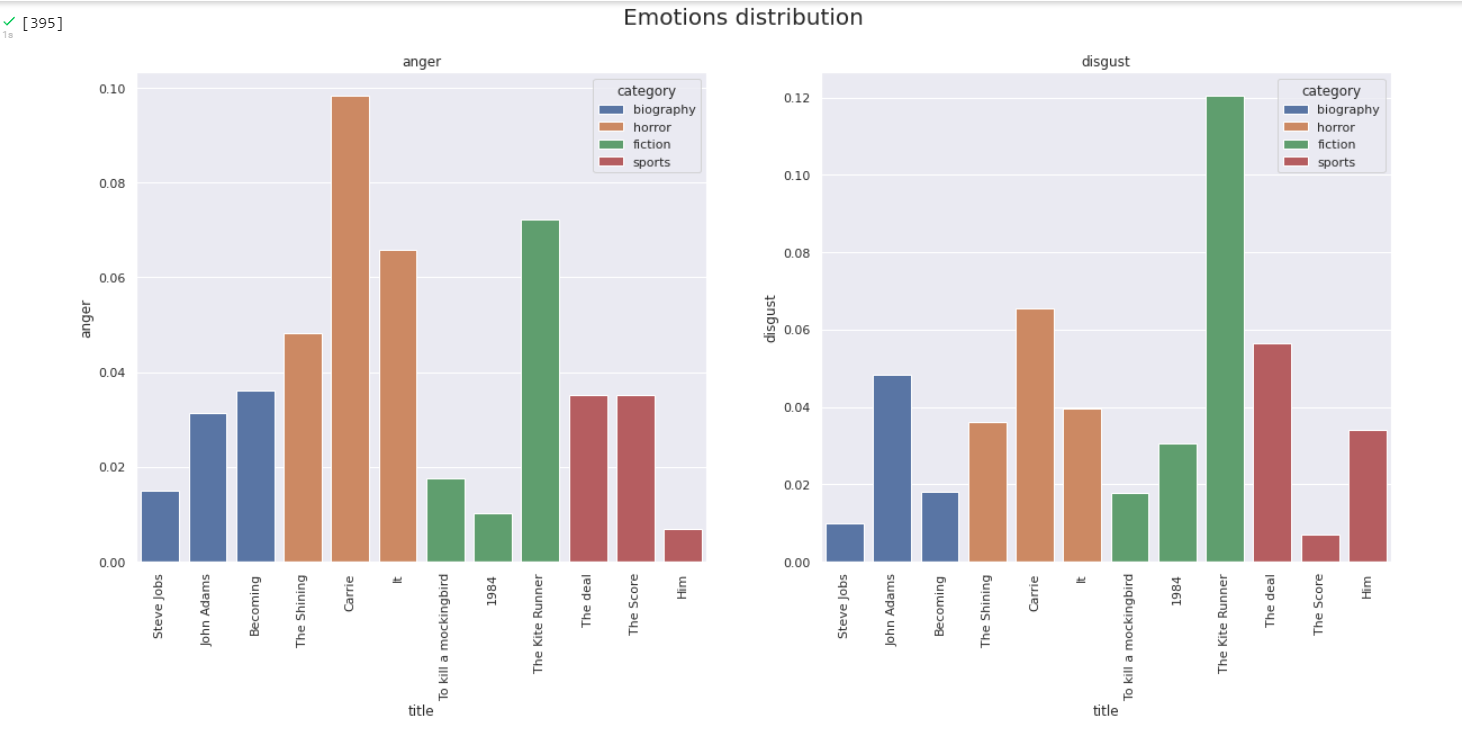 [395]
1s
Emotions distribution
anger
category
biography
horror
fiction
sports
0.10
0.08
0.06
0.04
0.02
0.00
anger
Steve Jobs
John Adams
Becoming
The Shining
Carrie
It
To kill a mockingbird
1984
The Kite Runner
The deal
The Score
Him
title
disgust
category
biography
horror
fiction
sports
0.12
0.10
0.08
0.06
0.04
0.02
0.00
disgust
Steve Jobs
John Adams
Becoming
The Shining
Carrie
It
To kill a mockingbird
1984
The Kite Runner
The deal
The Score
Him
title